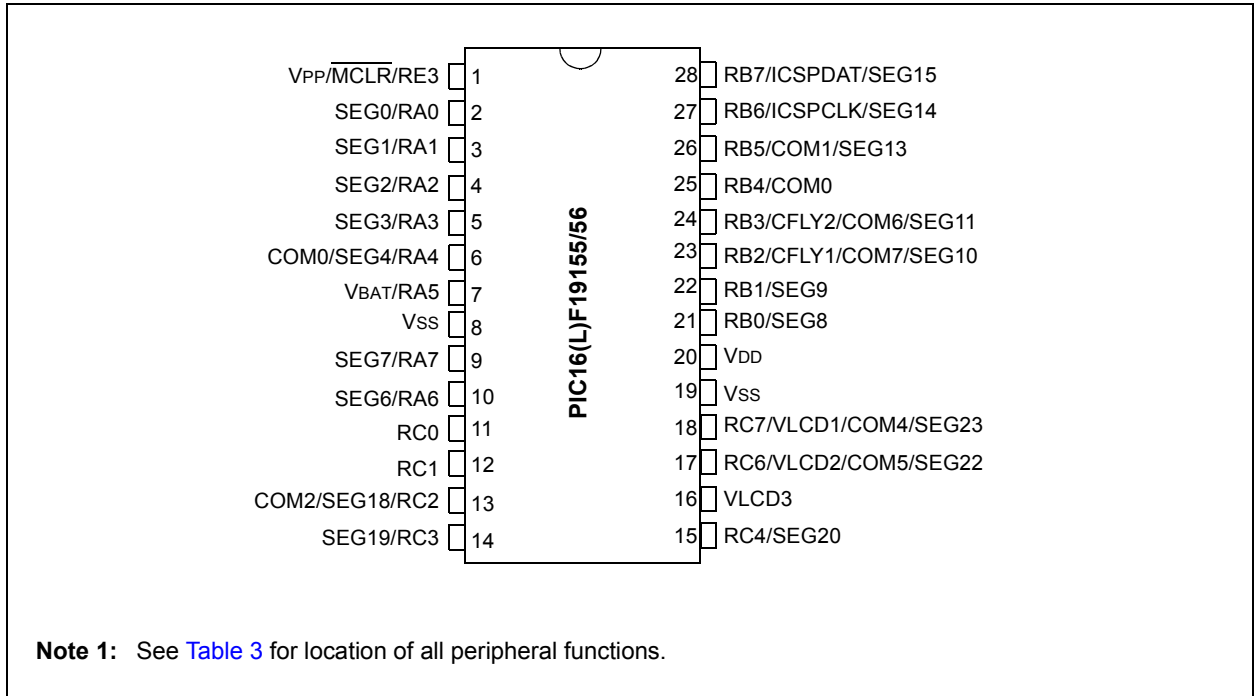 VPP/MCLR/RE3 1 28 RB7/ICSPDAT/SEG15
SEG0/RA0 2 27 RB6/ICSPCLK/SEG14
SEG1/RA1 3 26 RB5/COM1/SEG13
SEG2/RA2 4 25 RB4/COM0
SEG3/RA3 5 24 RB3/CFLY2/COM6/SEG11
COM0/SEG4/RA4 6 23 RB2/CFLY1/COM7/SEG10
VBAT/RA5 7 22 RB1/SEG9
VSS 8 21 RB0/SEG8
SEG7/RA7 9 20 VDD
SEG6/RA6 10 19 VSS
RC0 11 18 RC7/VLCD1/COM4/SEG23
RC1 12 17 RC6/VLCD2/COM5/SEG22
COM2/SEG18/RC2 13 16 VLCD3
SEG19/RC3 14 15 RC4/SEG20
PIC16(L)F19155/56
Note 1: See Table 3 for location of all peripheral functions.